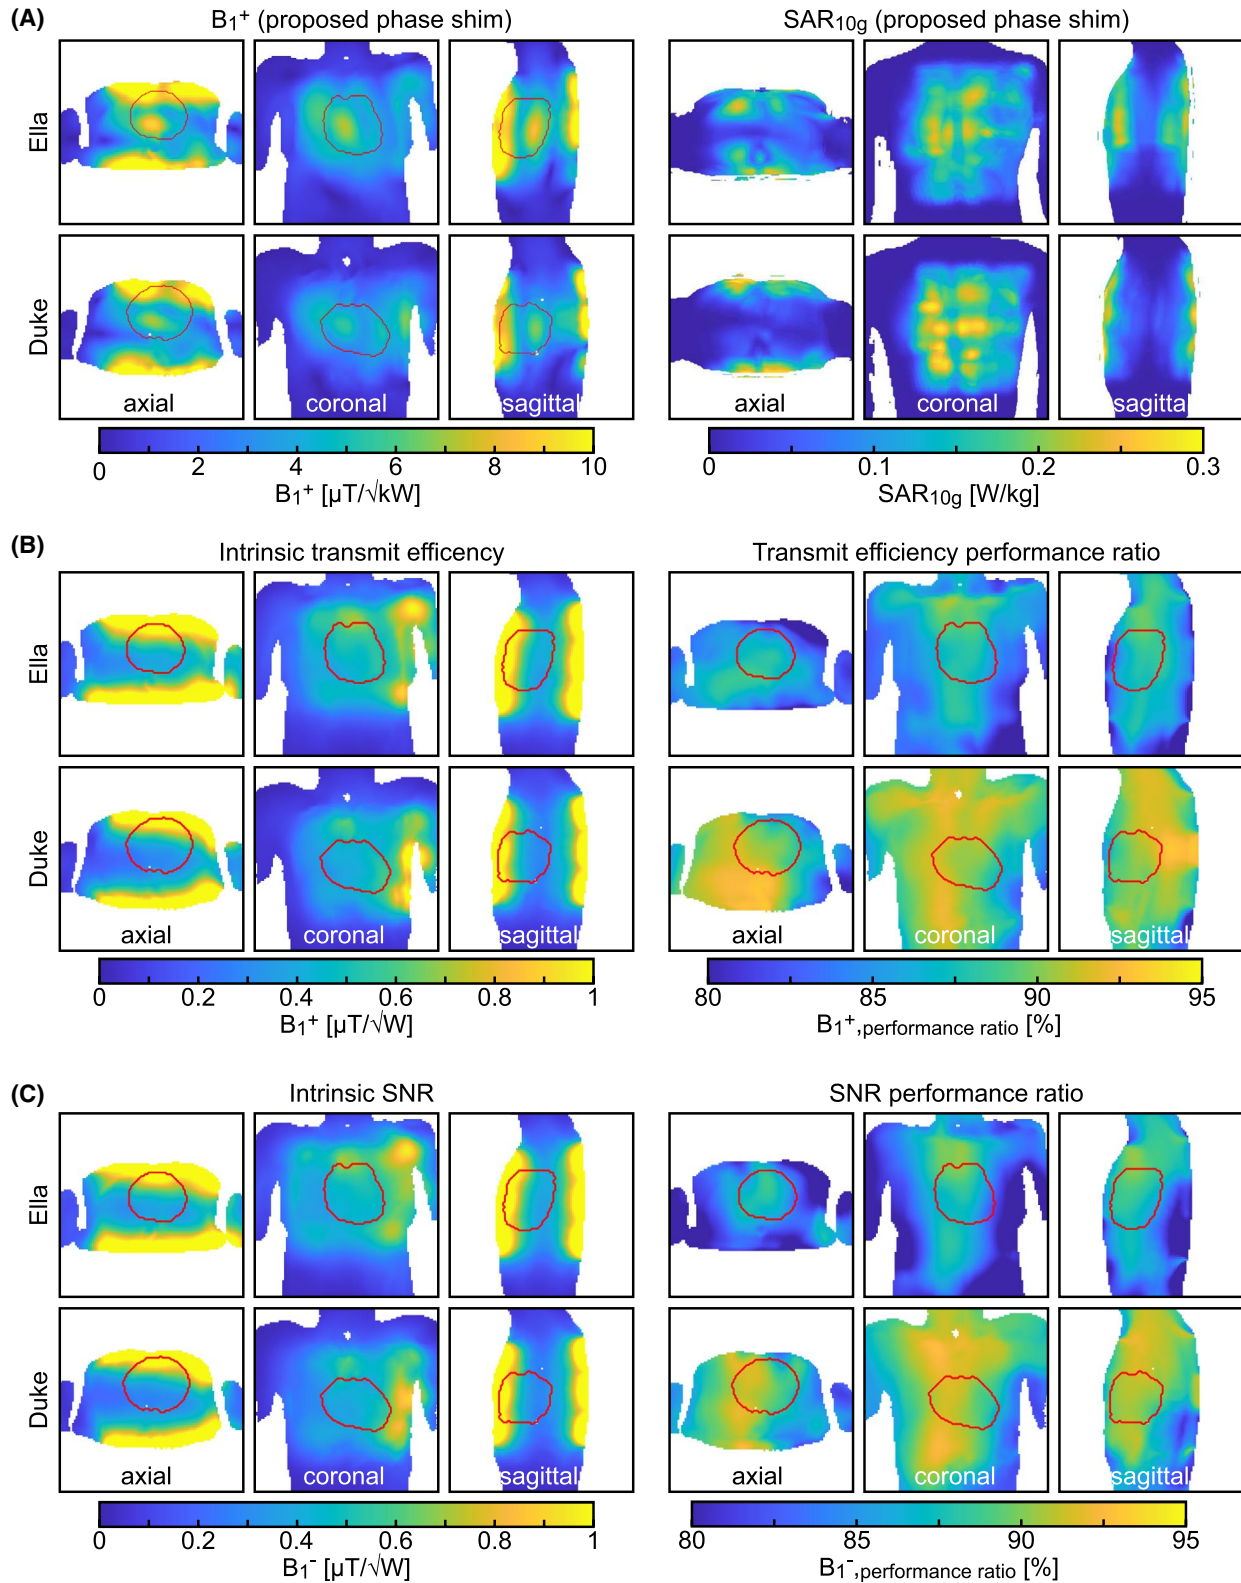 (A)
B₁⁺ (proposed phase shim)
SAR₁₀g (proposed phase shim)
Ella
Duke
axial
coronal
sagittal
axial
coronal
sagittal
0 2 4 6 8 10
B₁⁺ [µT/√kW]
0 0.1 0.2 0.3
SAR₁₀g [W/kg]
(B)
Intrinsic transmit efficency
Transmit efficiency performance ratio
Ella
Duke
axial
coronal
sagittal
axial
coronal
sagittal
0 0.2 0.4 0.6 0.8 1
B₁⁺ [µT/√W]
80 85 90 95
B₁⁺,performance ratio [%]
(C)
Intrinsic SNR
SNR performance ratio
Ella
Duke
axial
coronal
sagittal
axial
coronal
sagittal
0 0.2 0.4 0.6 0.8 1
B₁⁻ [µT/√W]
80 85 90 95
B₁⁻,performance ratio [%]